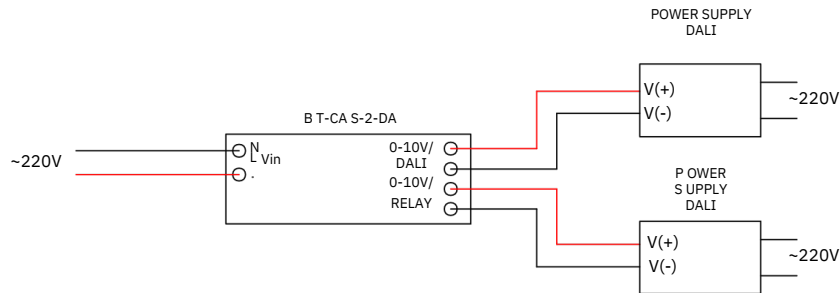 POWER SUPPLY
DALI
V(+)
V(-)
~220V
B T-CA S-2-DA
~220V
N
L Vin
.
0-10V/
DALI
0-10V/
RELAY
P OWER
S UPPLY
DALI
V(+)
V(-)
~220V